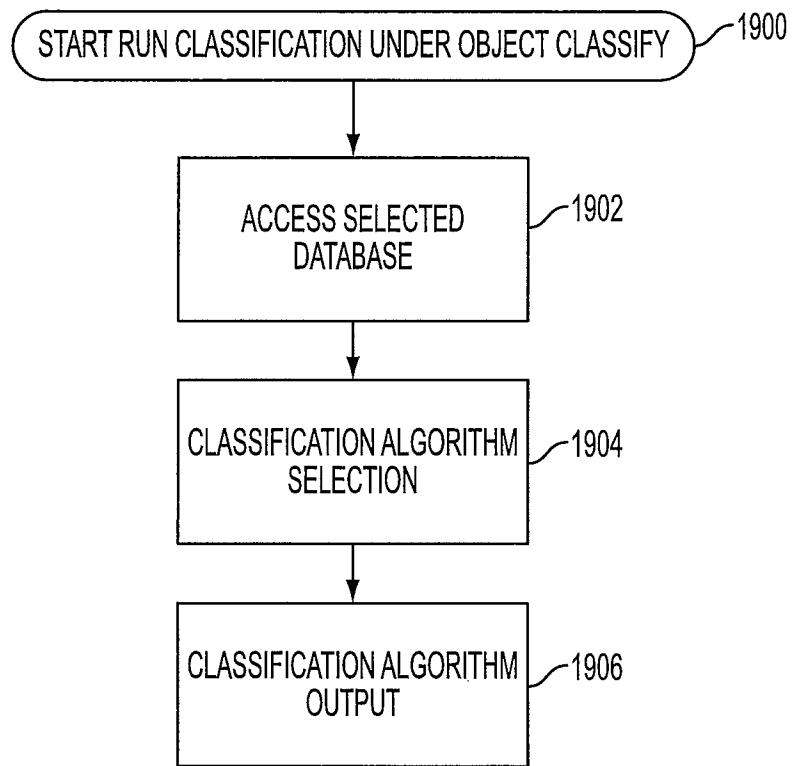 START RUN CLASSIFICATION UNDER OBJECT CLASSIFY
1900
ACCESS SELECTED
DATABASE
1902
CLASSIFICATION ALGORITHM
SELECTION
1904
CLASSIFICATION ALGORITHM
OUTPUT
1906